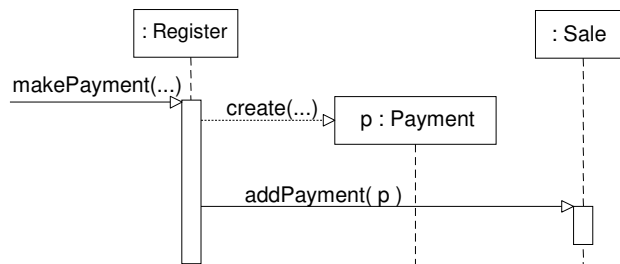 : Register
: Sale
makePayment(...)
create(...)
p : Payment
addPayment( p )